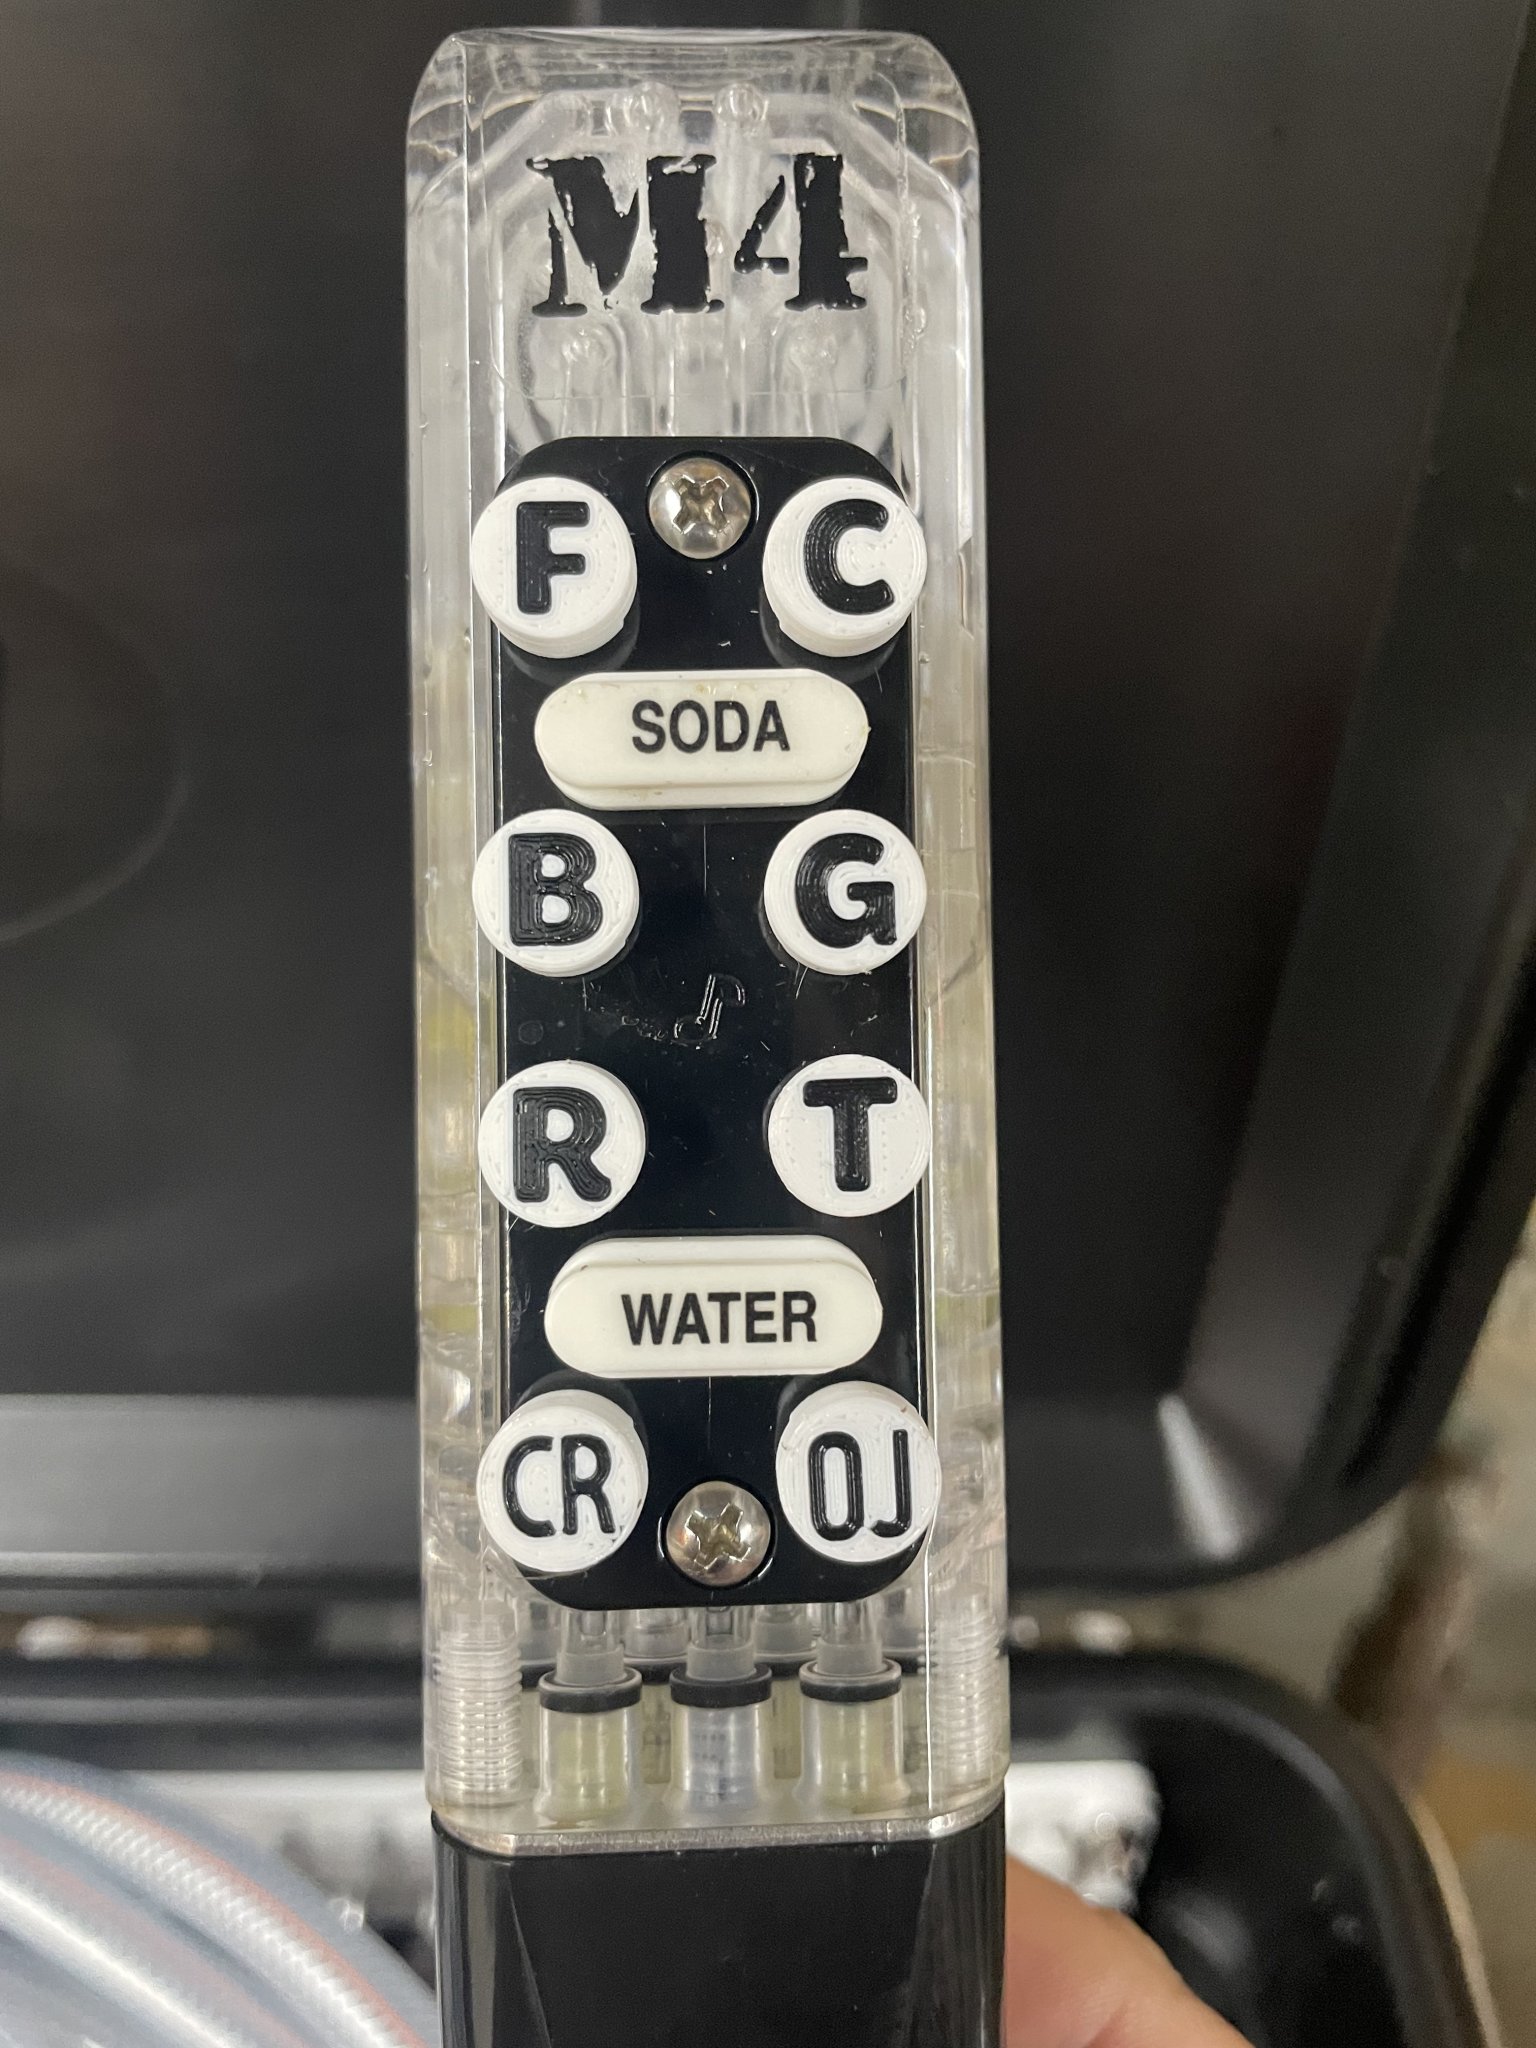 M4
F C
SODA
B G
R T
WATER
CR OJ